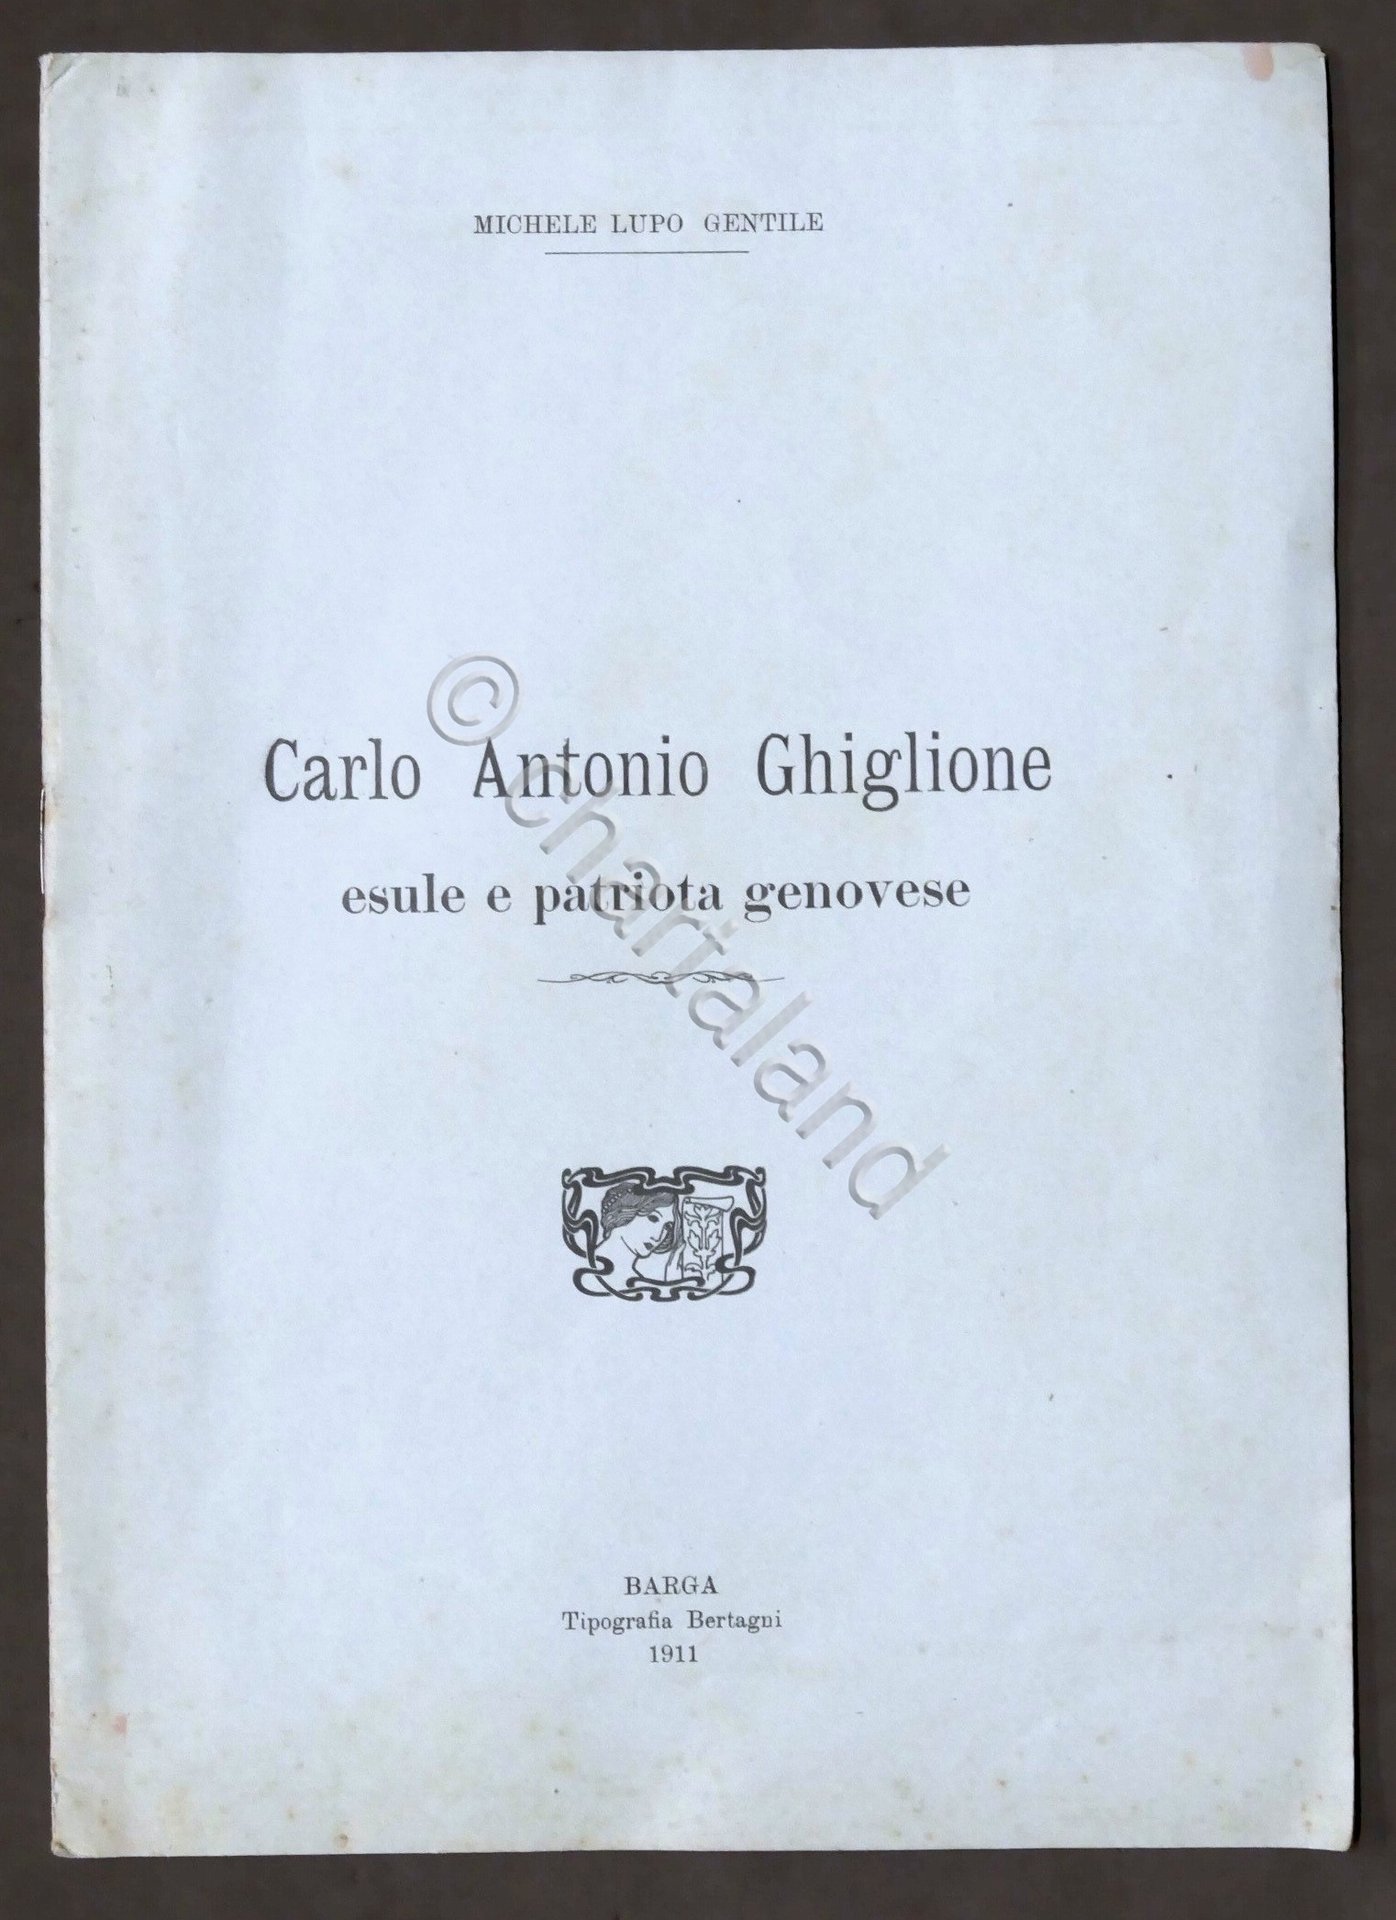 MICHELE LUPO GENTILE
Carlo Antonio Ghiglione
esule e patriota genovese
© chartaland
BARGA
Tipografia Bertagni
1911